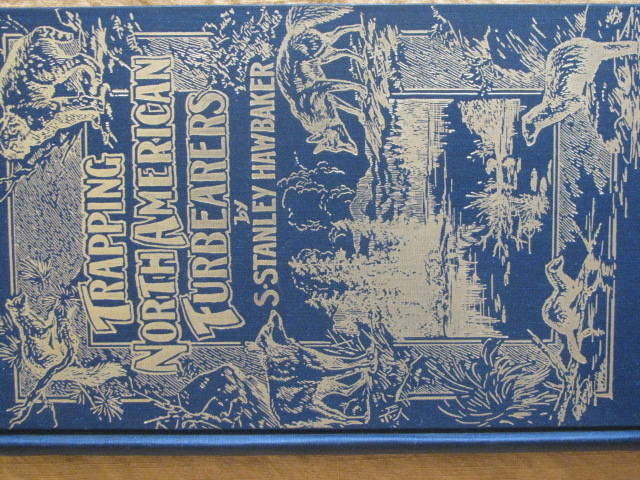 TRAPPING
NORTH AMERICAN
FURBEARERS
by
S. STANLEY HAWBAKER